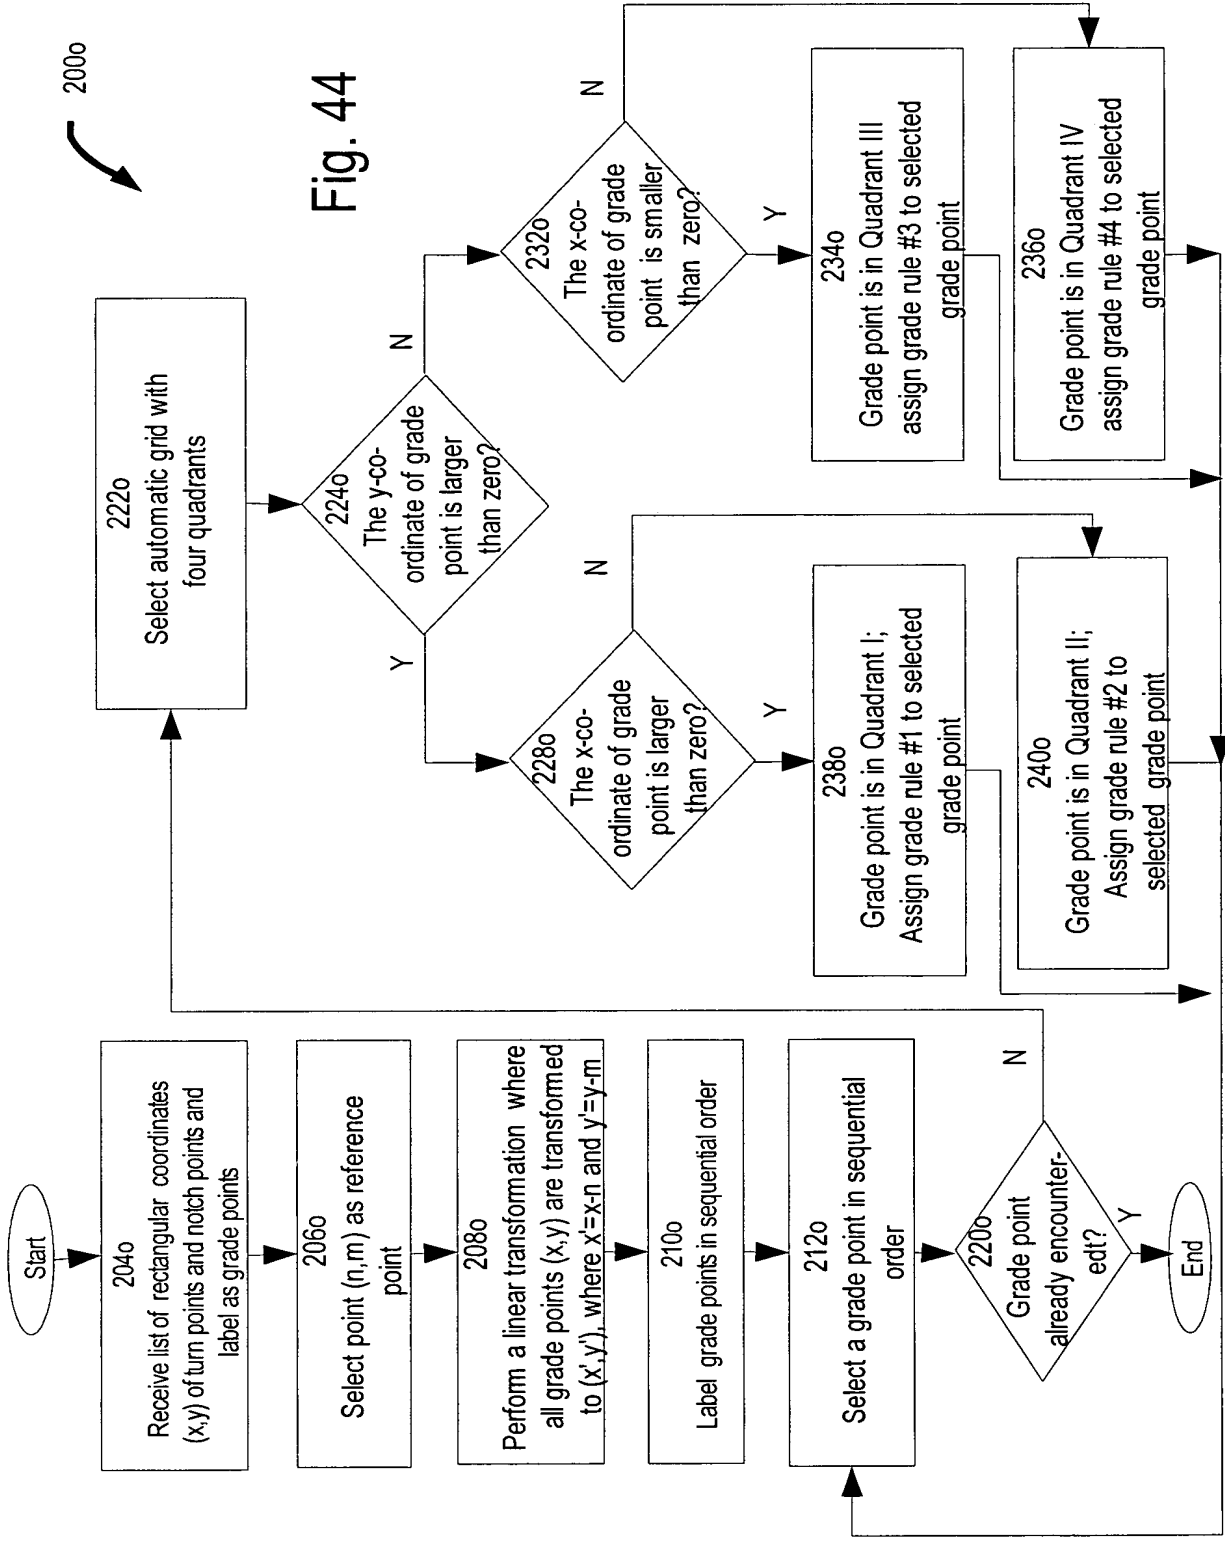 200o
Fig. 44
Start
204o
Receive list of rectangular coordinates
(x,y) of turn points and notch points and
label as grade points
206o
Select point (n,m) as reference
point
208o
Perform a linear transformation where
all grade points (x,y) are transformed
to (x',y'), where x'=x-n and y'=y-m
210o
Label grade points in sequential order
212o
Select a grade point in sequential
order
220o
Grade point
already encounter-
edt?
N
Y
End
222o
Select automatic grid with
four quadrants
224o
The y-co-
ordinate of grade
point is larger
than zero?
Y
N
228o
The x-co-
ordinate of grade
point is larger
than zero?
N
Y
238o
Grade point is in Quadrant I;
Assign grade rule #1 to selected
grade point
240o
Grade point is in Quadrant II;
Assign grade rule #2 to
selected grade point
232o
The x-co-
ordinate of grade
point is smaller
than zero?
N
Y
234o
Grade point is in Quadrant III
assign grade rule #3 to selected
grade point
236o
Grade point is in Quadrant IV
assign grade rule #4 to selected
grade point